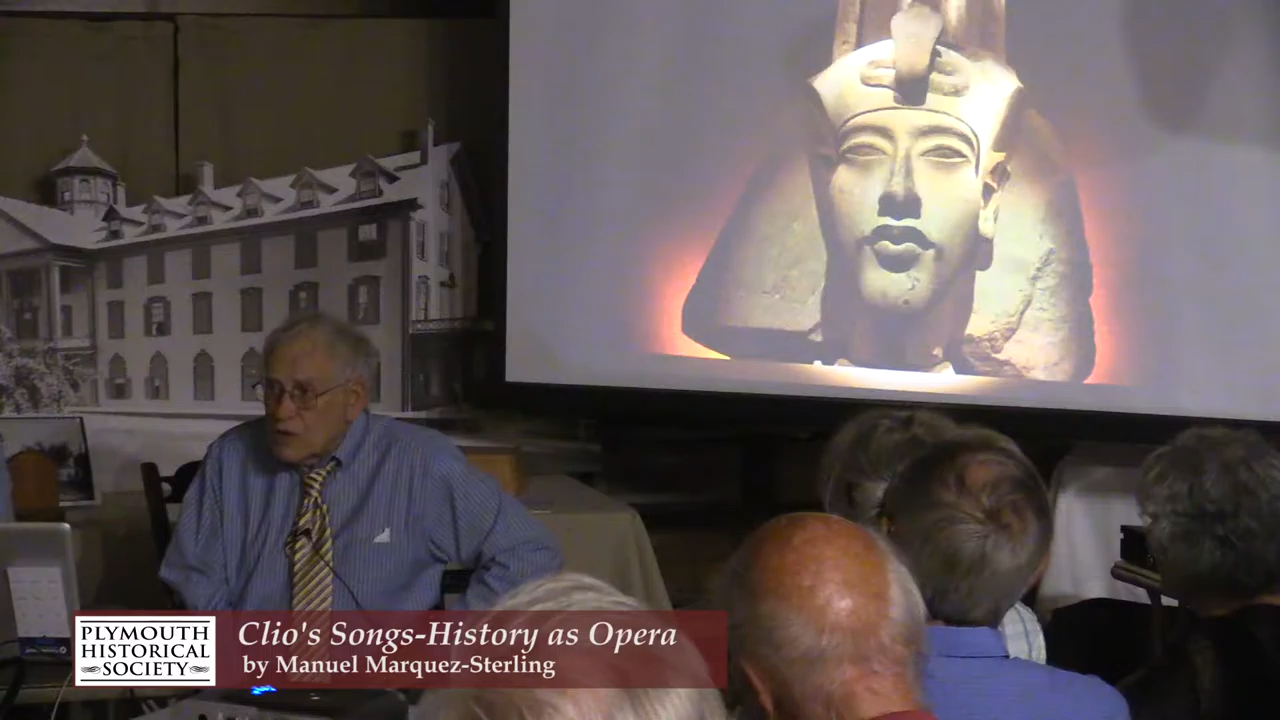 PLYMOUTH
HISTORICAL
SOCIETY
Clio's Songs-History as Opera
by Manuel Marquez-Sterling